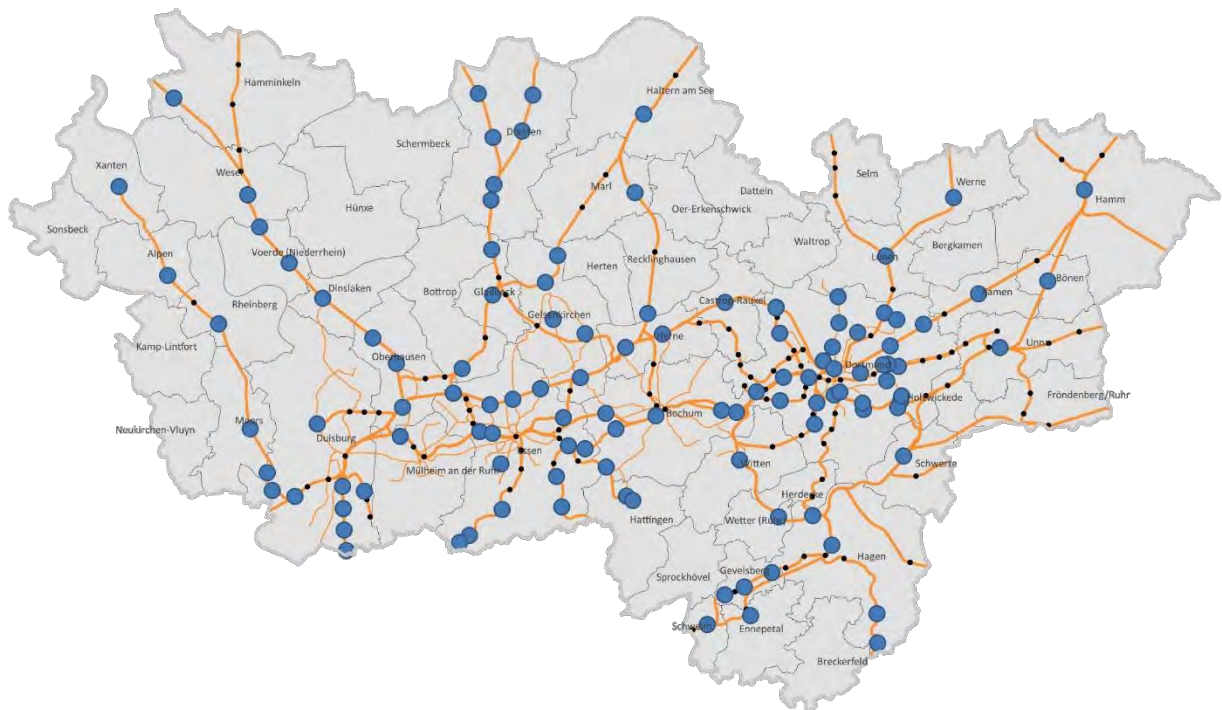 Hamminkeln
Haltern am See
Dorsten
Schermbeck
Xanten
Wesel
Selm
Werne
Marl
Datteln
Hamm
Hünxe
Oer-Erkenschwick
Sonsbeck
Waltrop
Bergkamen
Alpen
Voerde (Niederrhein)
Lünen
Recklinghausen
Herten
Bönen
Dinslaken
Bottrop
Gladbeck
Kamen
Rheinberg
Castrop-Rauxel
Gelsenkirchen
Herne
Unna
Kamp-Lintfort
Oberhausen
Dortmund
Holzwickede
Fröndenberg/Ruhr
Moers
Bochum
Neukirchen-Vluyn
Duisburg
Essen
Witten
Schwerte
Mülheim an der Ruhr
Herdecke
Hattingen
Wetter (Ruhr)
Hagen
Gevelsberg
Sprockhövel
Schwelm
Ennepetal
Breckerfeld